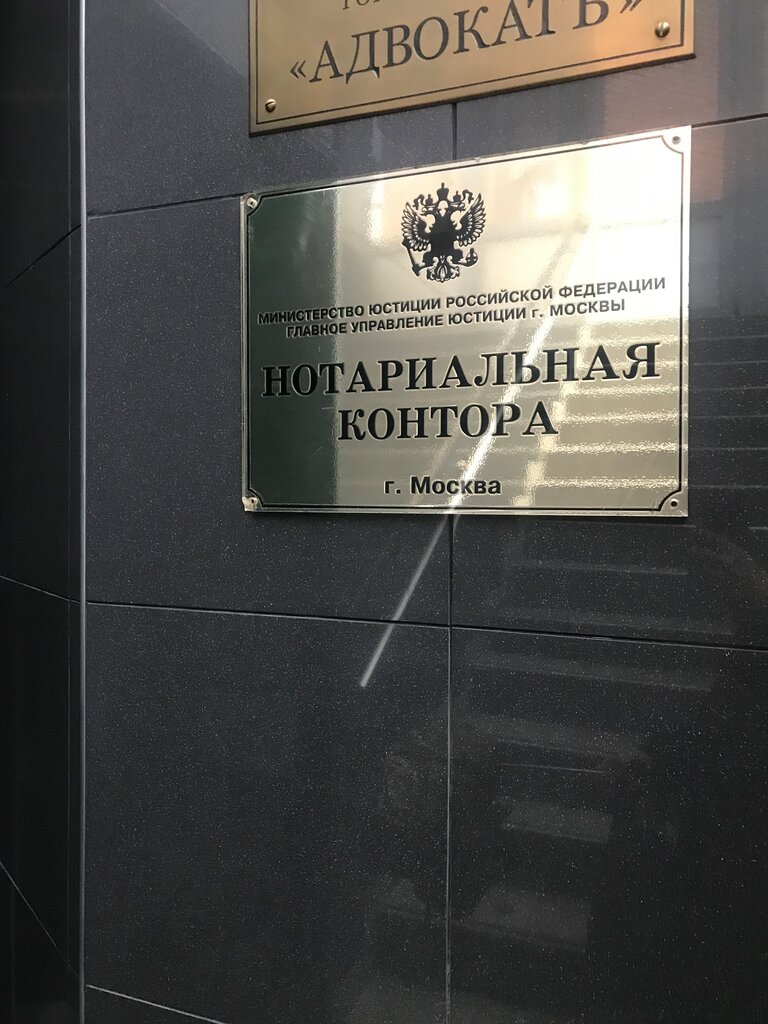 «АДВОКАТЪ»
МИНИСТЕРСТВО ЮСТИЦИИ РОССИЙСКОЙ ФЕДЕРАЦИИ
ГЛАВНОЕ УПРАВЛЕНИЕ ЮСТИЦИИ г. МОСКВЫ
НОТАРИАЛЬНАЯ
КОНТОРА
г. Москва